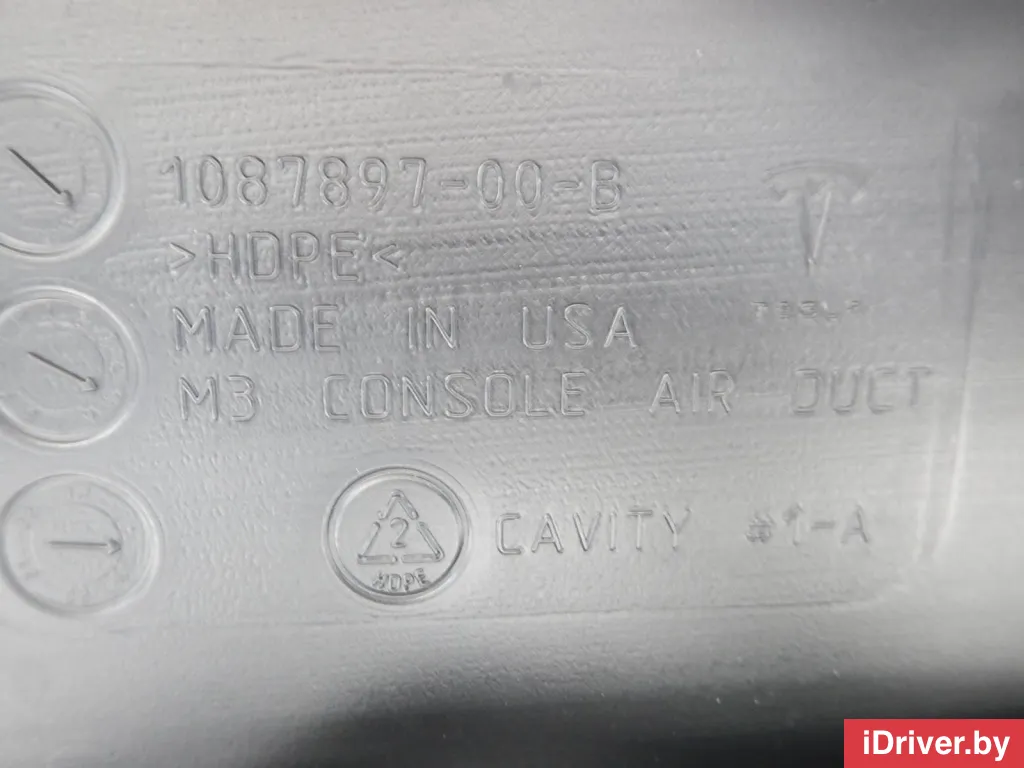 1087897-00-B
>HDPE<
MADE IN USA
TESLA
M3 CONSOLE AIR DUCT
2
HDPE
CAVITY #1-A
iDriver.by